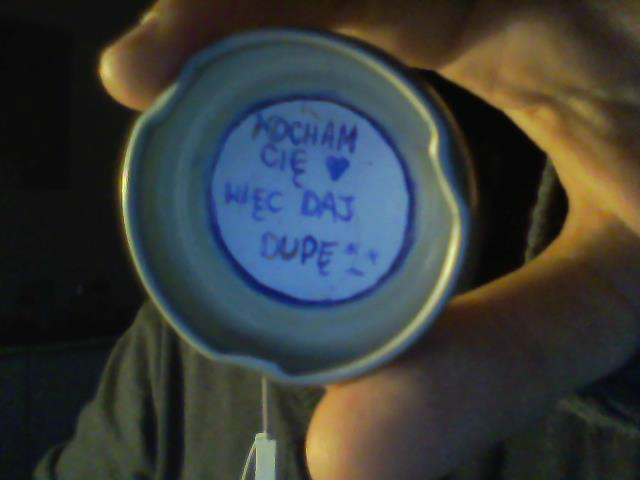 KOCHAM
CIĘ ♥
WIĘC DAJ
DUPĘ